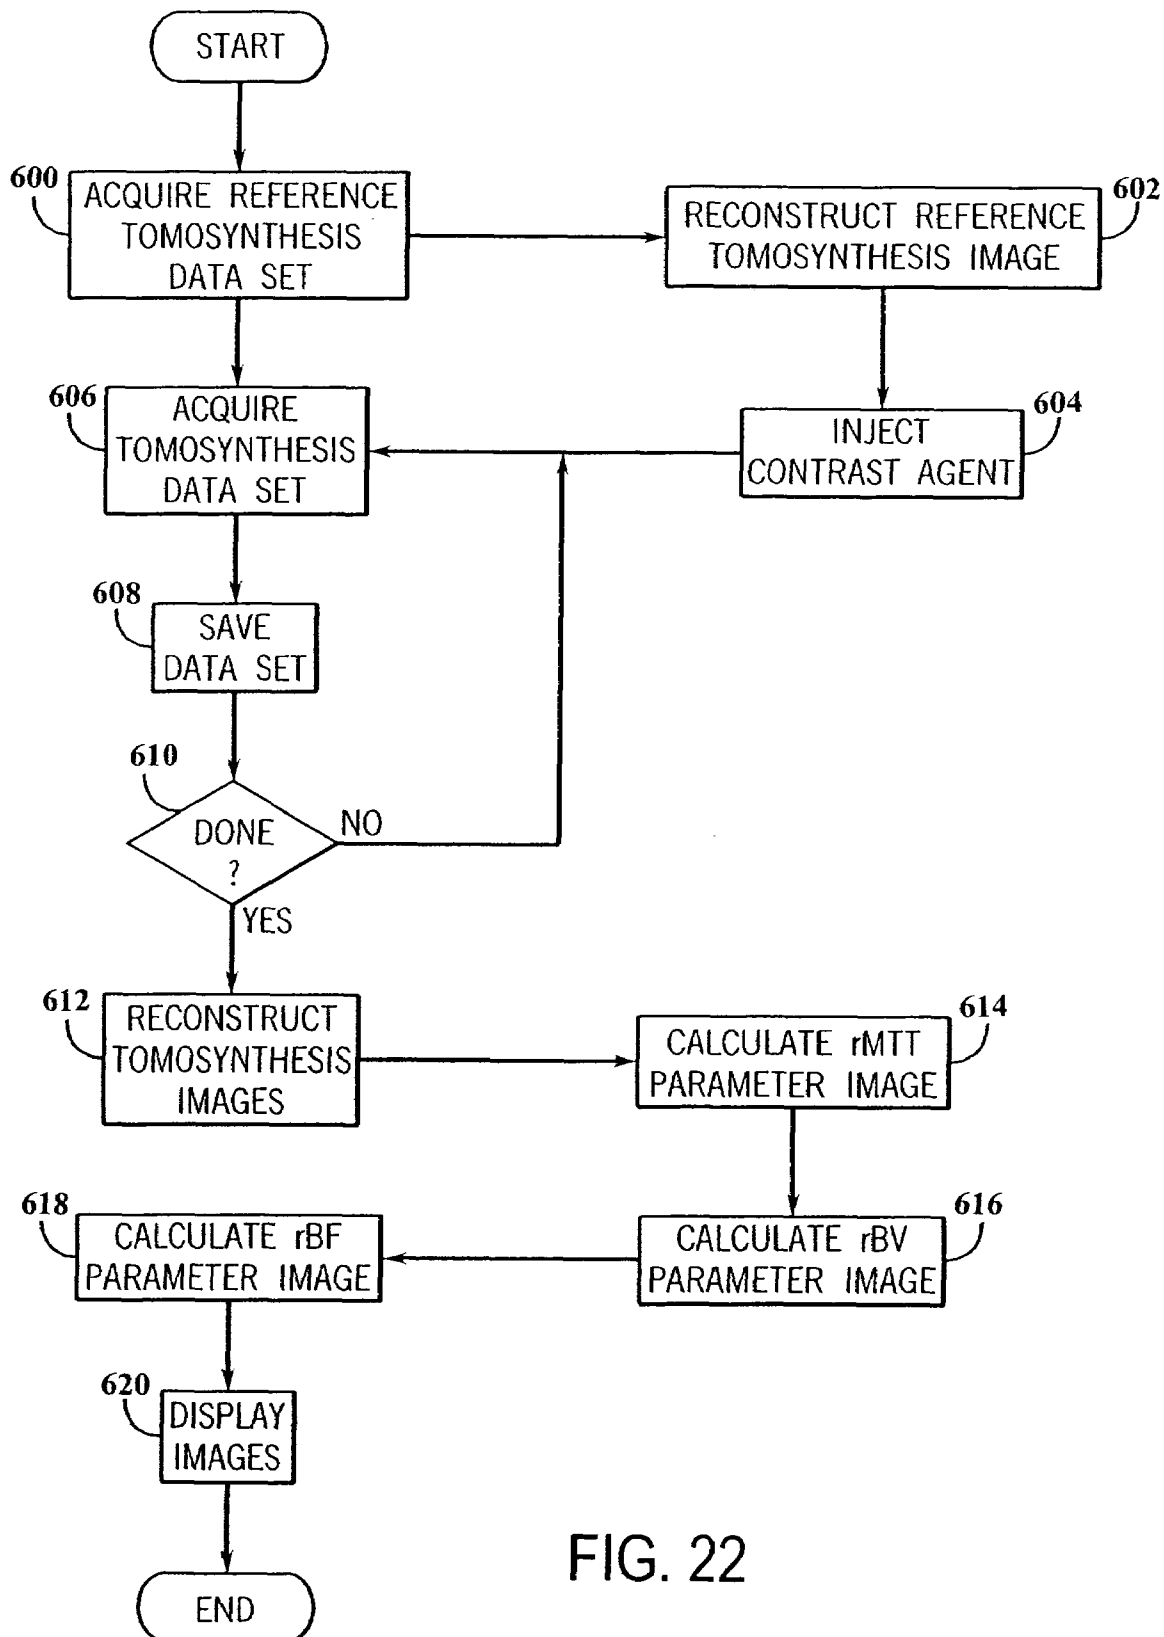 START
600
ACQUIRE REFERENCE
TOMOSYNTHESIS
DATA SET
602
RECONSTRUCT REFERENCE
TOMOSYNTHESIS IMAGE
604
INJECT
CONTRAST AGENT
606
ACQUIRE
TOMOSYNTHESIS
DATA SET
608
SAVE
DATA SET
610
DONE
?
NO
YES
612
RECONSTRUCT
TOMOSYNTHESIS
IMAGES
614
CALCULATE rMTT
PARAMETER IMAGE
616
CALCULATE rBV
PARAMETER IMAGE
618
CALCULATE rBF
PARAMETER IMAGE
620
DISPLAY
IMAGES
END
FIG. 22